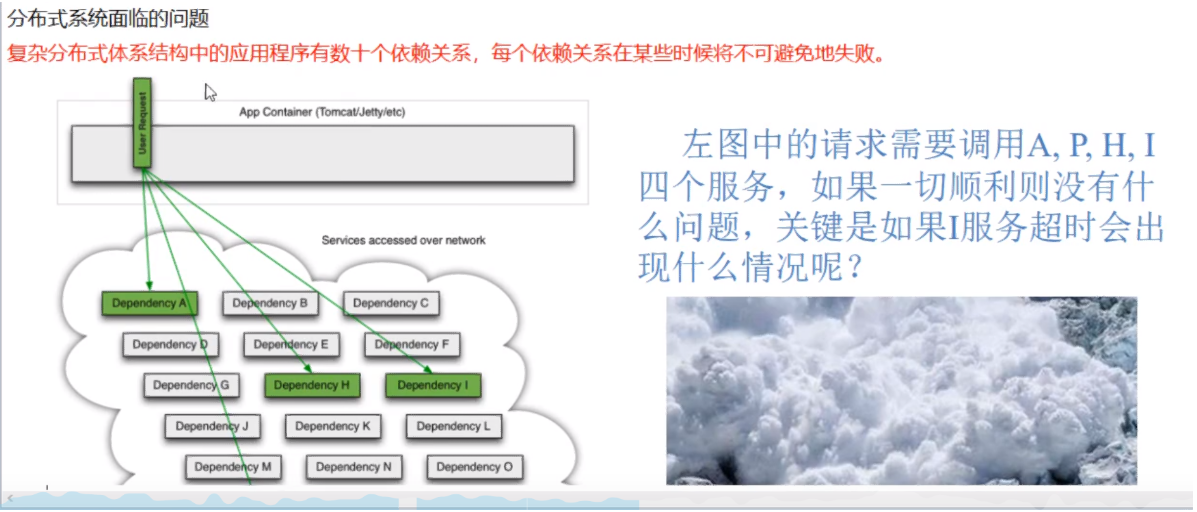 分布式系统面临的问题
复杂分布式体系结构中的应用程序有数十个依赖关系，每个依赖关系在某些时候将不可避免地失败。
User Request
App Container (Tomcat/Jetty/etc)
Services accessed over network
Dependency A
Dependency B
Dependency C
Dependency D
Dependency E
Dependency F
Dependency G
Dependency H
Dependency I
Dependency J
Dependency K
Dependency L
Dependency M
Dependency N
Dependency O
左图中的请求需要调用A, P, H, I
四个服务，如果一切顺利则没有什
么问题，关键是如果I服务超时会出
现什么情况呢？